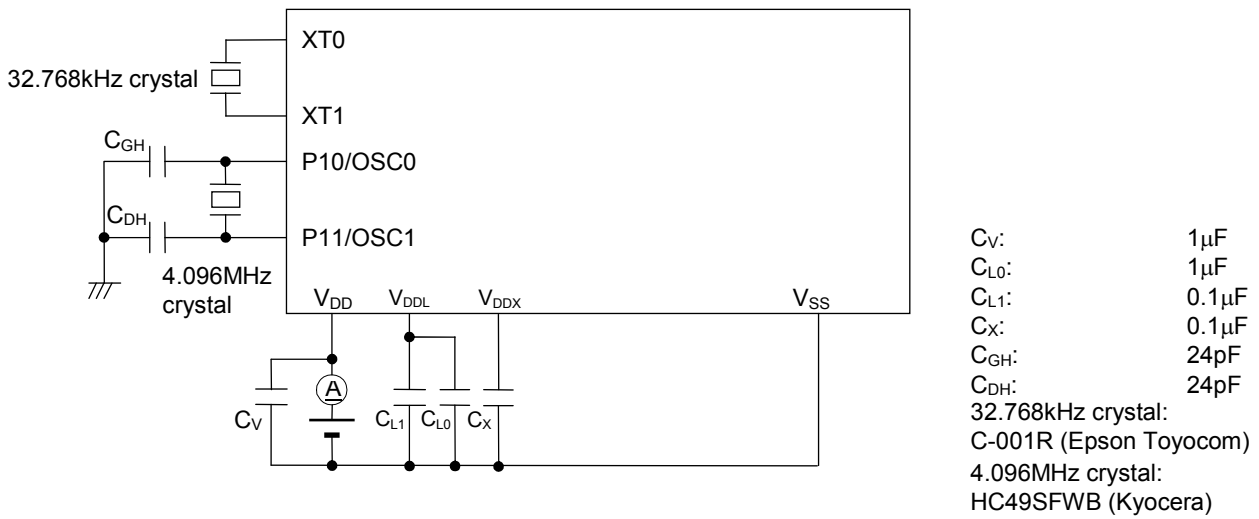 XT0
32.768kHz crystal
XT1
CGH
P10/OSC0
CDH
P11/OSC1
4.096MHz
crystal
VDD VDDL VDDX VSS
A
CV CL1 CL0 CX
CV: 1μF
CL0: 1μF
CL1: 0.1μF
CX: 0.1μF
CGH: 24pF
CDH: 24pF
32.768kHz crystal:
C-001R (Epson Toyocom)
4.096MHz crystal:
HC49SFWB (Kyocera)